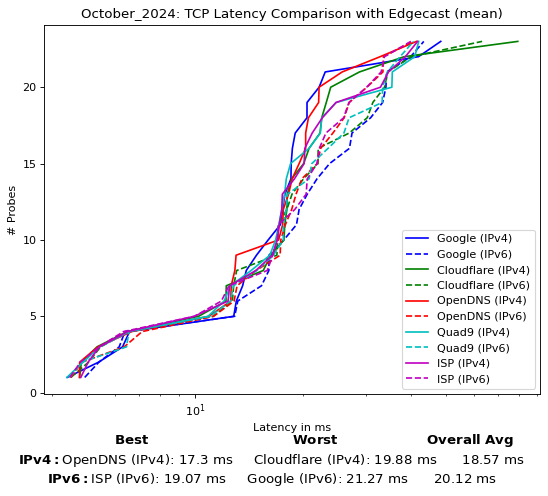 October_2024: TCP Latency Comparison with Edgecast (mean)
# Probes
20
15
10
5
0
Google (IPv4)
Google (IPv6)
Cloudflare (IPv4)
Cloudflare (IPv6)
OpenDNS (IPv4)
OpenDNS (IPv6)
Quad9 (IPv4)
Quad9 (IPv6)
ISP (IPv4)
ISP (IPv6)
10^1
Latency in ms
Best Worst Overall Avg
IPv4: OpenDNS (IPv4): 17.3 ms Cloudflare (IPv4): 19.88 ms 18.57 ms
IPv6: ISP (IPv6): 19.07 ms Google (IPv6): 21.27 ms 20.12 ms